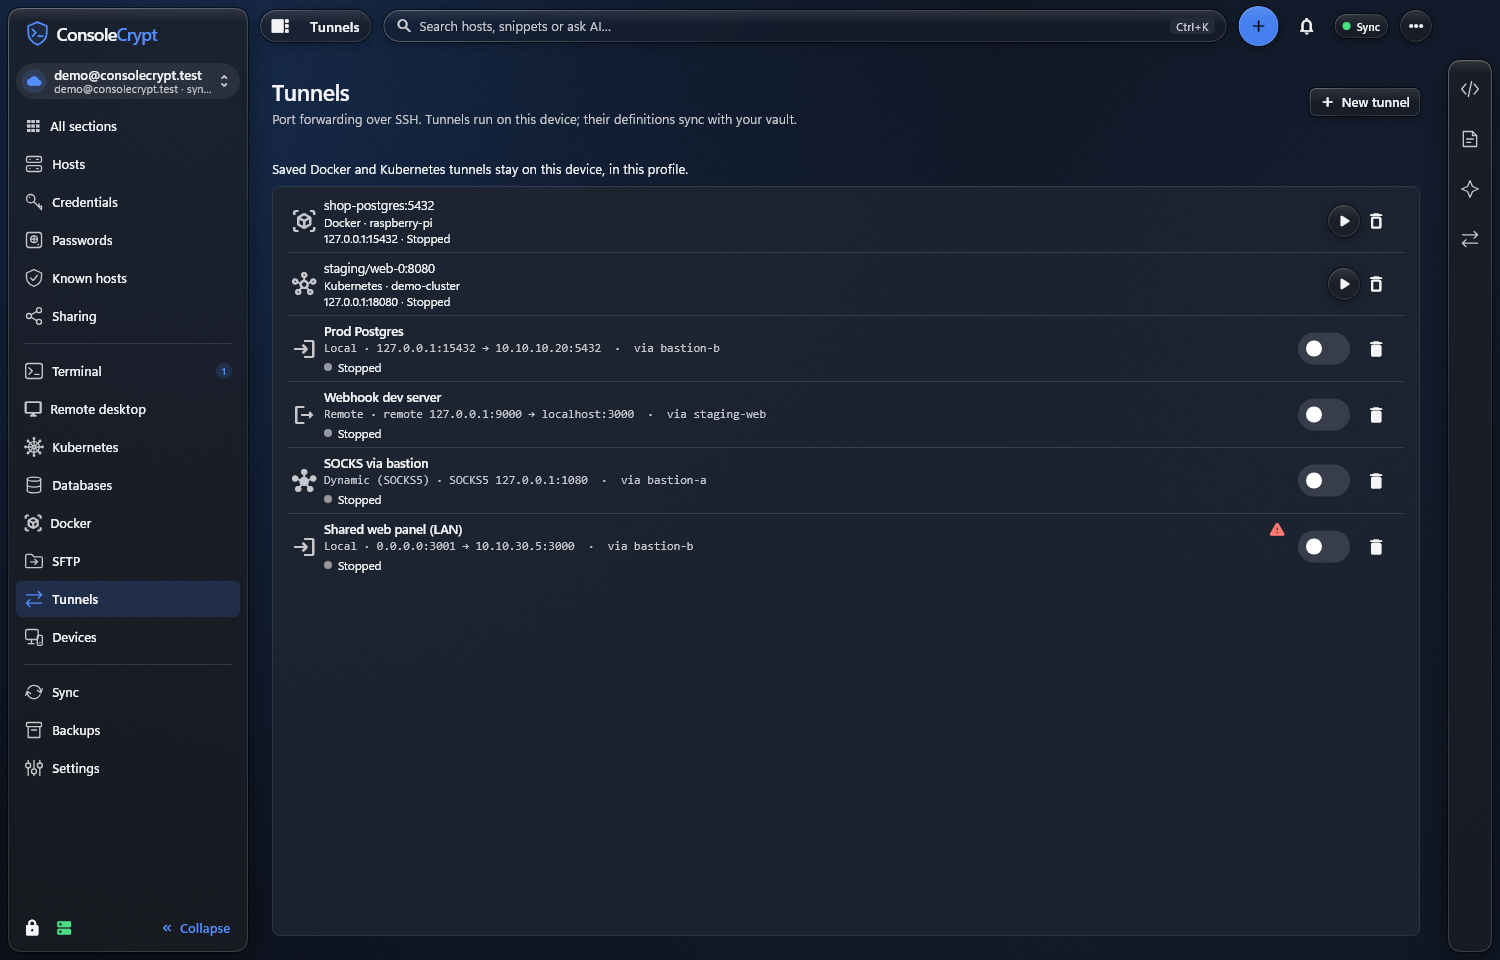 ConsoleCrypt
demo@consolecrypt.test
demo@consolecrypt.test · syn...
All sections
Hosts
Credentials
Passwords
Known hosts
Sharing
Terminal
1
Remote desktop
Kubernetes
Databases
Docker
SFTP
Tunnels
Devices
Sync
Backups
Settings
« Collapse
Tunnels
Search hosts, snippets or ask AI...
Ctrl+K
Sync
Tunnels
Port forwarding over SSH. Tunnels run on this device; their definitions sync with your vault.
+ New tunnel
Saved Docker and Kubernetes tunnels stay on this device, in this profile.
shop-postgres:5432
Docker · raspberry-pi
127.0.0.1:15432 · Stopped
staging/web-0:8080
Kubernetes · demo-cluster
127.0.0.1:18080 · Stopped
Prod Postgres
Local · 127.0.0.1:15432 → 10.10.10.20:5432 · via bastion-b
Stopped
Webhook dev server
Remote · remote 127.0.0.1:9000 → localhost:3000 · via staging-web
Stopped
SOCKS via bastion
Dynamic (SOCKS5) · SOCKS5 127.0.0.1:1080 · via bastion-a
Stopped
Shared web panel (LAN)
Local · 0.0.0.0:3001 → 10.10.30.5:3000 · via bastion-b
Stopped